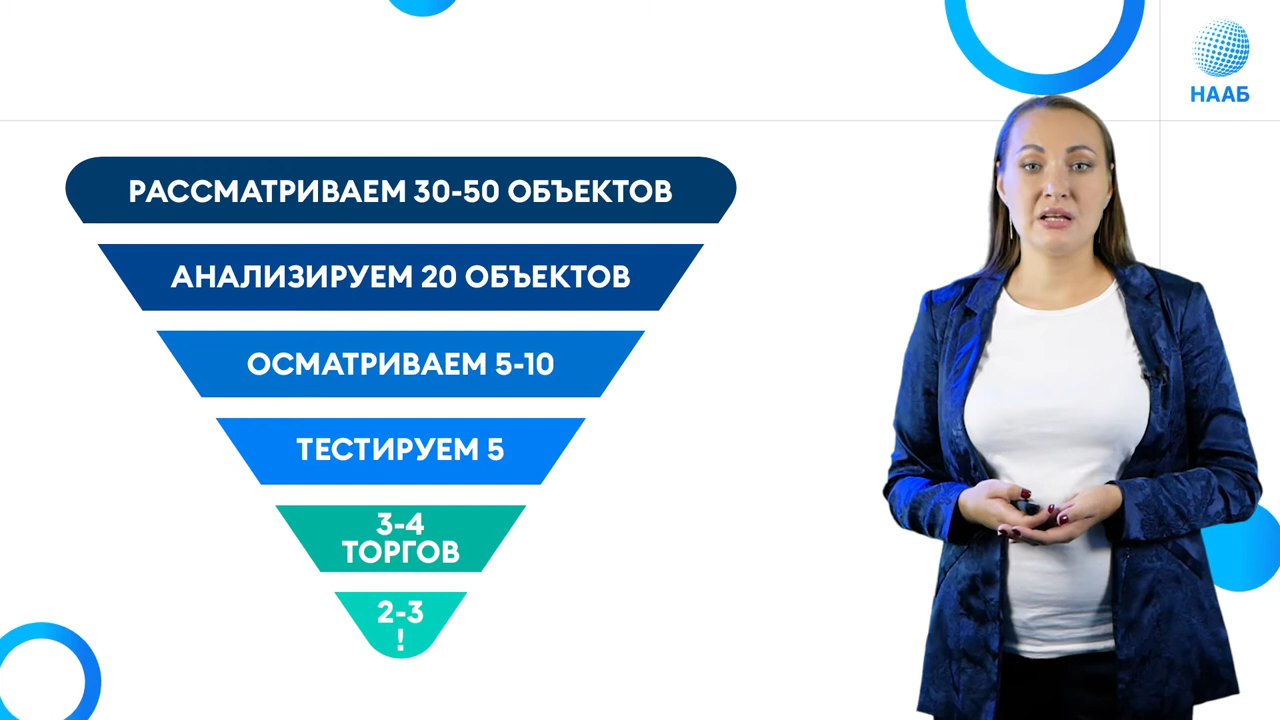 НААБ
РАССМАТРИВАЕМ 30-50 ОБЪЕКТОВ
АНАЛИЗИРУЕМ 20 ОБЪЕКТОВ
ОСМАТРИВАЕМ 5-10
ТЕСТИРУЕМ 5
3-4
ТОРГОВ
2-3
!